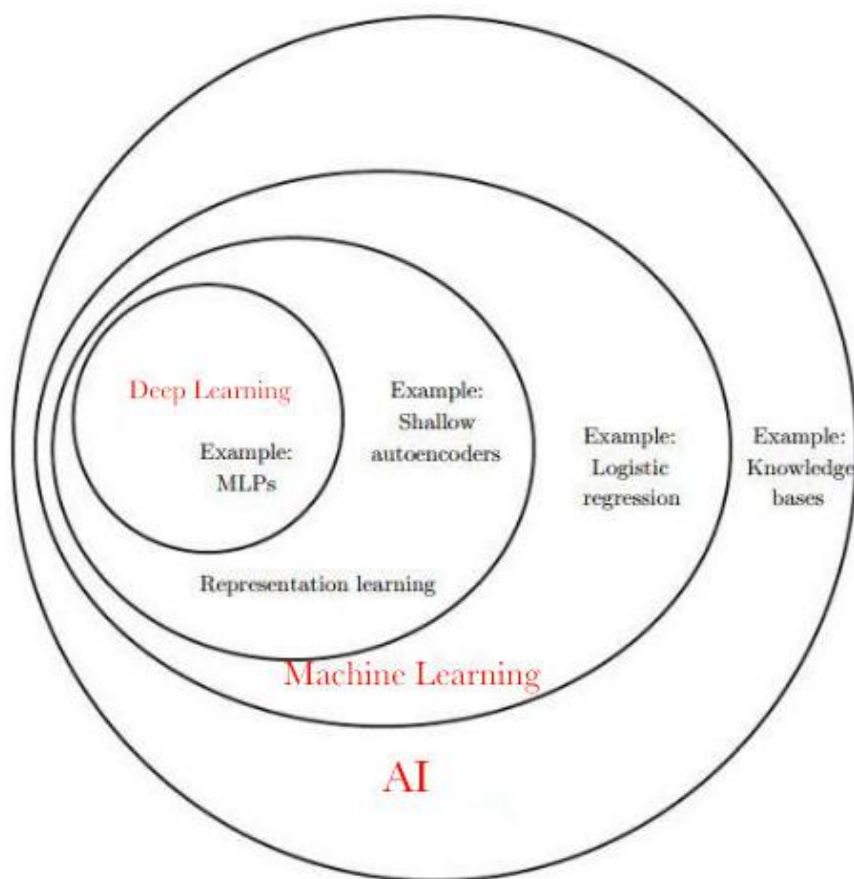 Deep Learning
Example:
MLPs
Example:
Shallow
autoencoders
Example:
Logistic
regression
Example:
Knowledge
bases
Representation learning
Machine Learning
AI